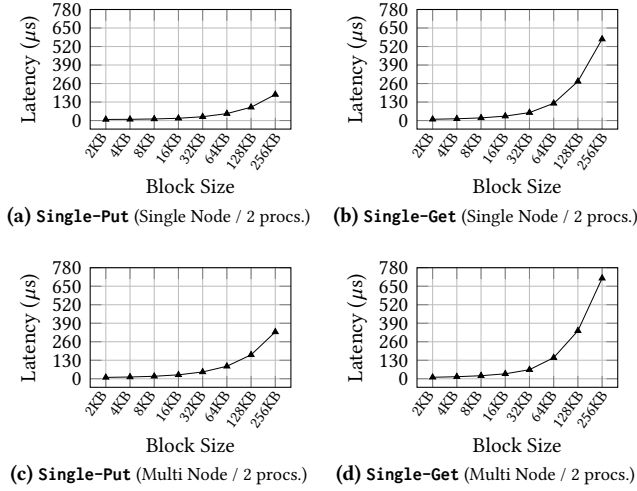 780
650
520
390
260
130
0
Latency (μs)
2KB
4KB
8KB
16KB
32KB
64KB
128KB
256KB
Block Size
(a) Single-Put (Single Node / 2 procs.)
780
650
520
390
260
130
0
Latency (μs)
2KB
4KB
8KB
16KB
32KB
64KB
128KB
256KB
Block Size
(b) Single-Get (Single Node / 2 procs.)
780
650
520
390
260
130
0
Latency (μs)
2KB
4KB
8KB
16KB
32KB
64KB
128KB
256KB
Block Size
(c) Single-Put (Multi Node / 2 procs.)
780
650
520
390
260
130
0
Latency (μs)
2KB
4KB
8KB
16KB
32KB
64KB
128KB
256KB
Block Size
(d) Single-Get (Multi Node / 2 procs.)